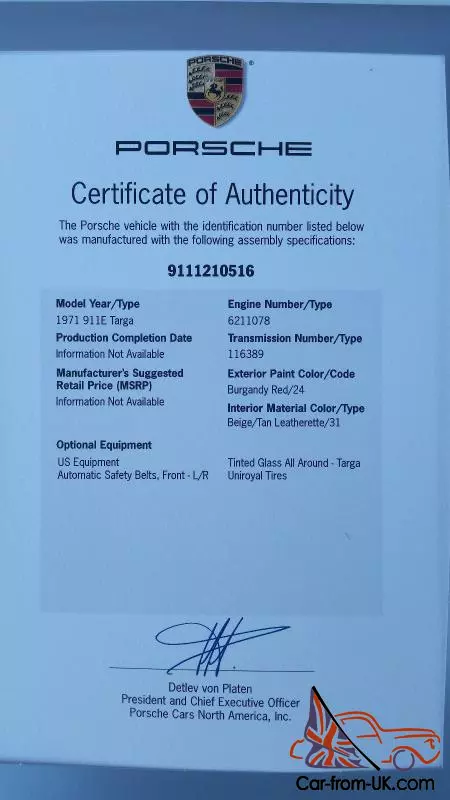 PORSCHE
®
PORSCHE
Certificate of Authenticity
The Porsche vehicle with the identification number listed below
was manufactured with the following assembly specifications:
9111210516
Model Year/Type
1971 911E Targa
Production Completion Date
Information Not Available
Manufacturer's Suggested
Retail Price (MSRP)
Information Not Available
Engine Number/Type
6211078
Transmission Number/Type
116389
Exterior Paint Color/Code
Burgandy Red/24
Interior Material Color/Type
Beige/Tan Leatherette/31
Optional Equipment
US Equipment
Automatic Safety Belts, Front - L/R
Tinted Glass All Around - Targa
Uniroyal Tires
Detlev von Platen
President and Chief Executive Officer
Porsche Cars North America, Inc.
Car-from-UK.com